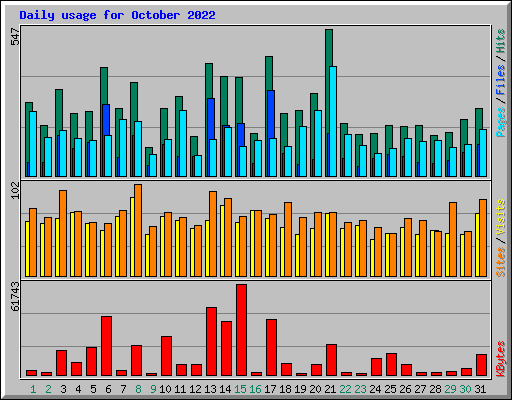 Daily usage for October 2022
547
Pages / Files / Hits
102
Sites / Visits
61743
KBytes
1 2 3 4 5 6 7 8 9 10 11 12 13 14 15 16 17 18 19 20 21 22 23 24 25 26 27 28 29 30 31